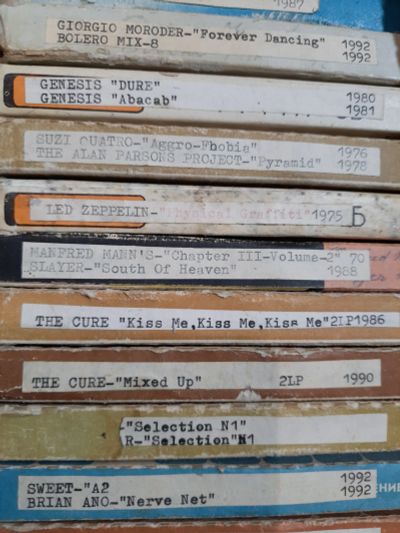 1987
GIORGIO MORODER-"Forever Dancing" 1992
BOLERO MIX-8 1992
GENESIS "DURE" 1980
GENESIS "Abacab" 1981
SUZI QUATRO-"Aggro-Fhobia" 1976
THE ALAN PARSONS PROJECT-"Pyramid" 1978
LED ZEPPELIN-"Physical Graffiti" 1975 Б
MANFRED MANN'S-"Chapter III-Volume-2" 70
SLAYER-"South Of Heaven" 1988
THE CURE "Kiss Me,Kiss Me,Kiss Me"2LP1986
THE CURE-"Mixed Up" 2LP 1990
-"Selection N1"
R-"Selection"N1
SWEET-"A2 1992
BRIAN ANO-"Nerve Net" 1992